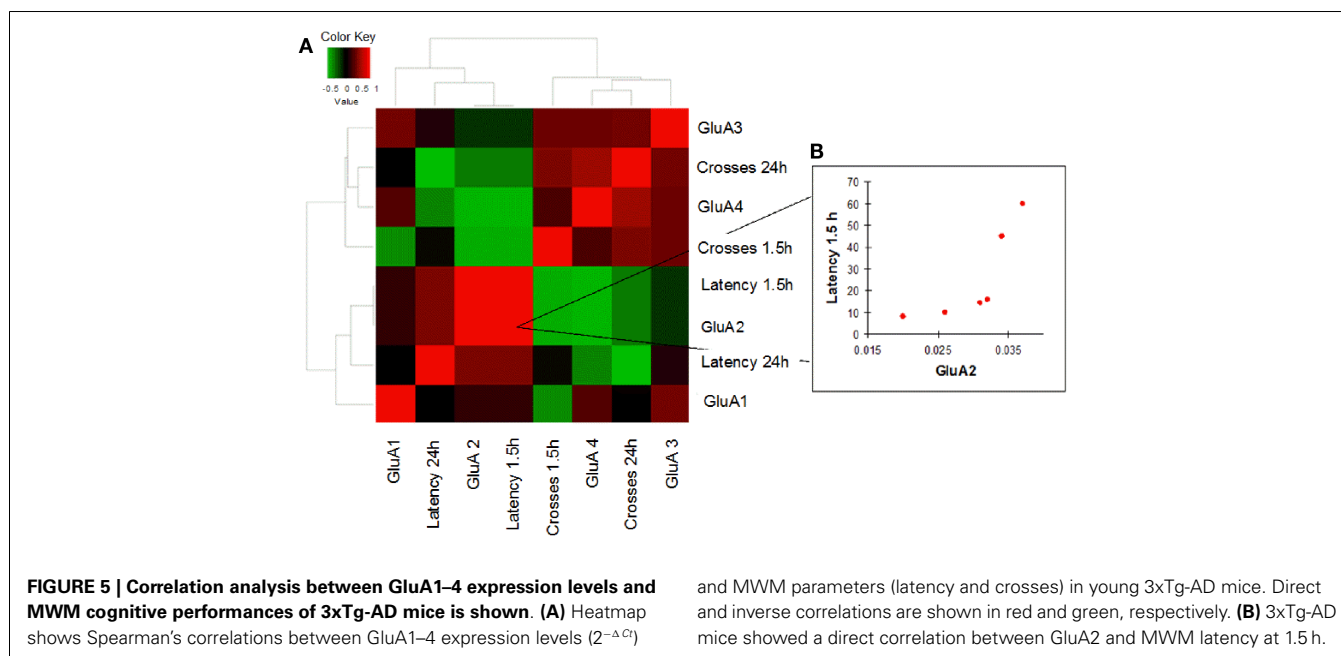 A
Color Key
-0.5 0 0.5 1
Value
GluA3
Crosses 24h
GluA4
Crosses 1.5h
Latency 1.5h
GluA2
Latency 24h
GluA1
GluA1
Latency 24h
GluA 2
Latency 1.5h
Crosses 1.5h
GluA 4
Crosses 24h
GluA 3
B
70
60
50
40
30
20
10
0
Latency 1.5 h
0.015 0.025 0.035
GluA2
FIGURE 5 | Correlation analysis between GluA1–4 expression levels and
MWM cognitive performances of 3xTg-AD mice is shown. (A) Heatmap
shows Spearman's correlations between GluA1–4 expression levels (2^−ΔCt)
and MWM parameters (latency and crosses) in young 3xTg-AD mice. Direct
and inverse correlations are shown in red and green, respectively. (B) 3xTg-AD
mice showed a direct correlation between GluA2 and MWM latency at 1.5 h.